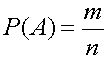 P(A) = m/n